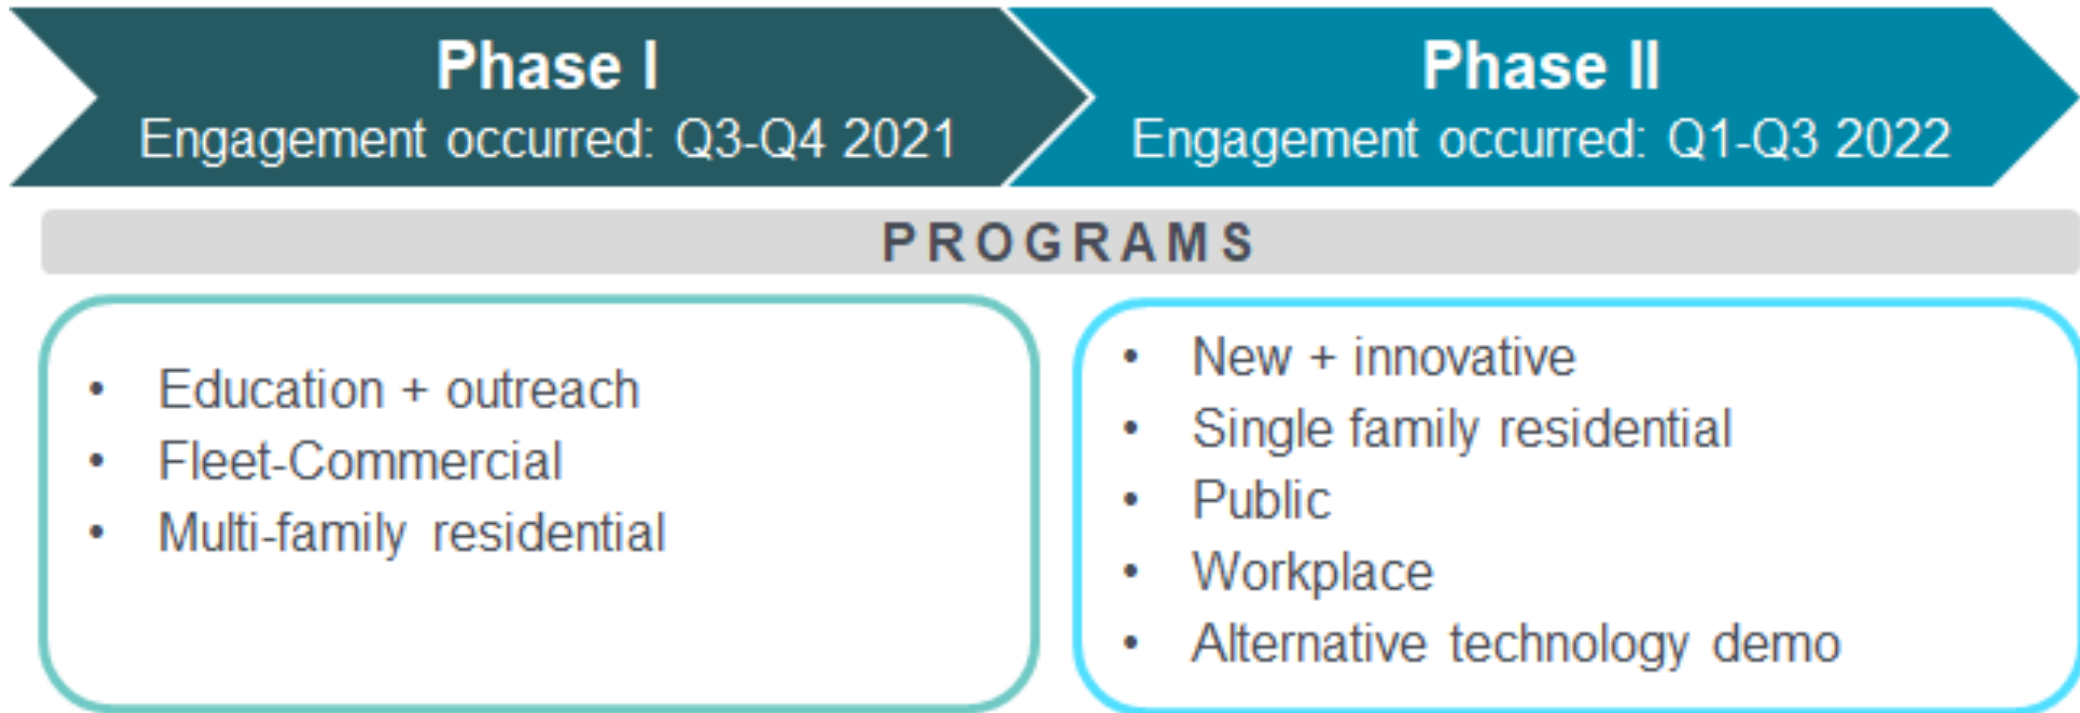 Phase I
Engagement occurred: Q3-Q4 2021
Phase II
Engagement occurred: Q1-Q3 2022
PROGRAMS
• Education + outreach
• Fleet-Commercial
• Multi-family residential
• New + innovative
• Single family residential
• Public
• Workplace
• Alternative technology demo